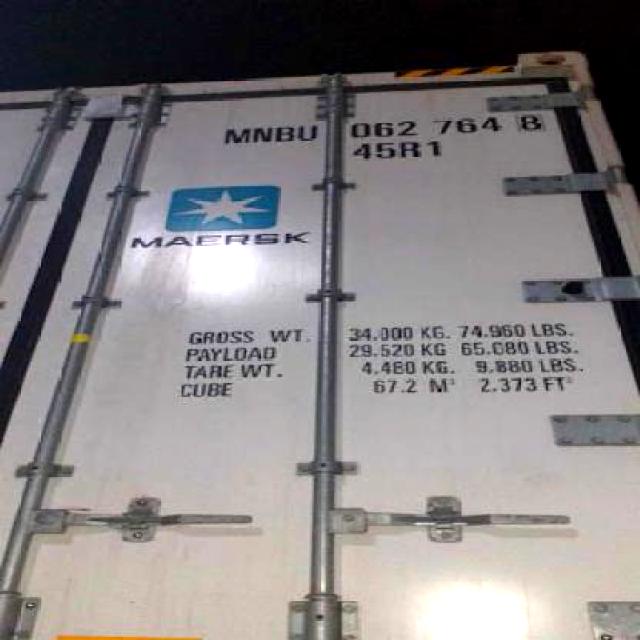 MNBU 062 764 8
45R1
MAERSK
GROSS WT. 34.000 KG. 74.960 LBS.
PAYLOAD 29.520 KG 65.080 LBS.
TARE WT. 4.480 KG. 9.880 LBS.
CUBE 67.2 M³ 2.373 FT³